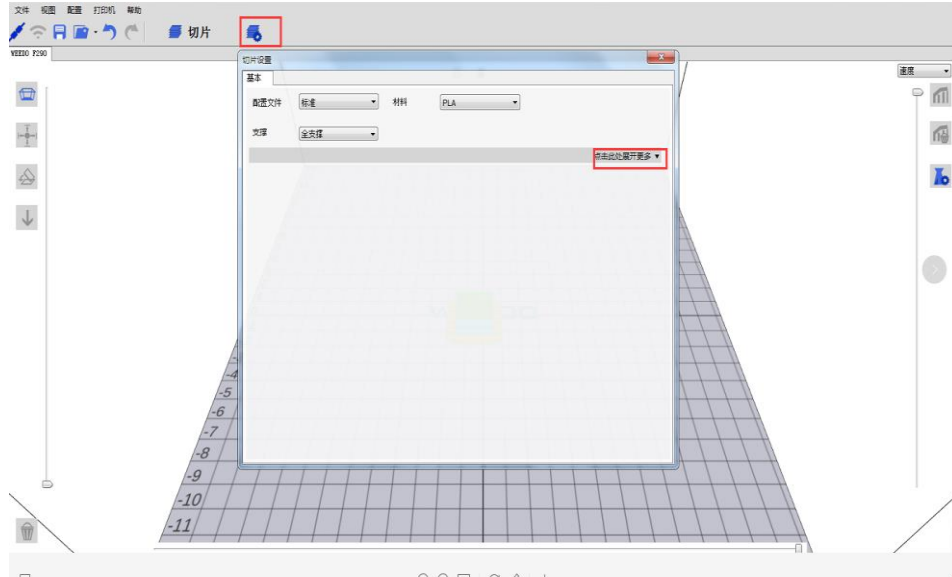 文件 视图 配置 打印机 帮助
切片
WEEDO F290
切片设置
基本
速度
配置文件 标准 材料 PLA
支撑 全支撑
点击此处展开更多 ▼
-4
-5
-6
-7
-8
-9
-10
-11